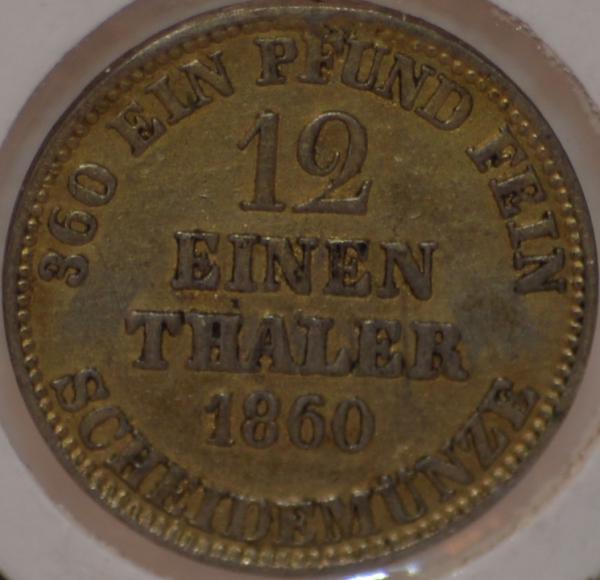 360 EIN PFUND FEIN
12
EINEN
THALER
1860
SCHEIDEMÜNZE